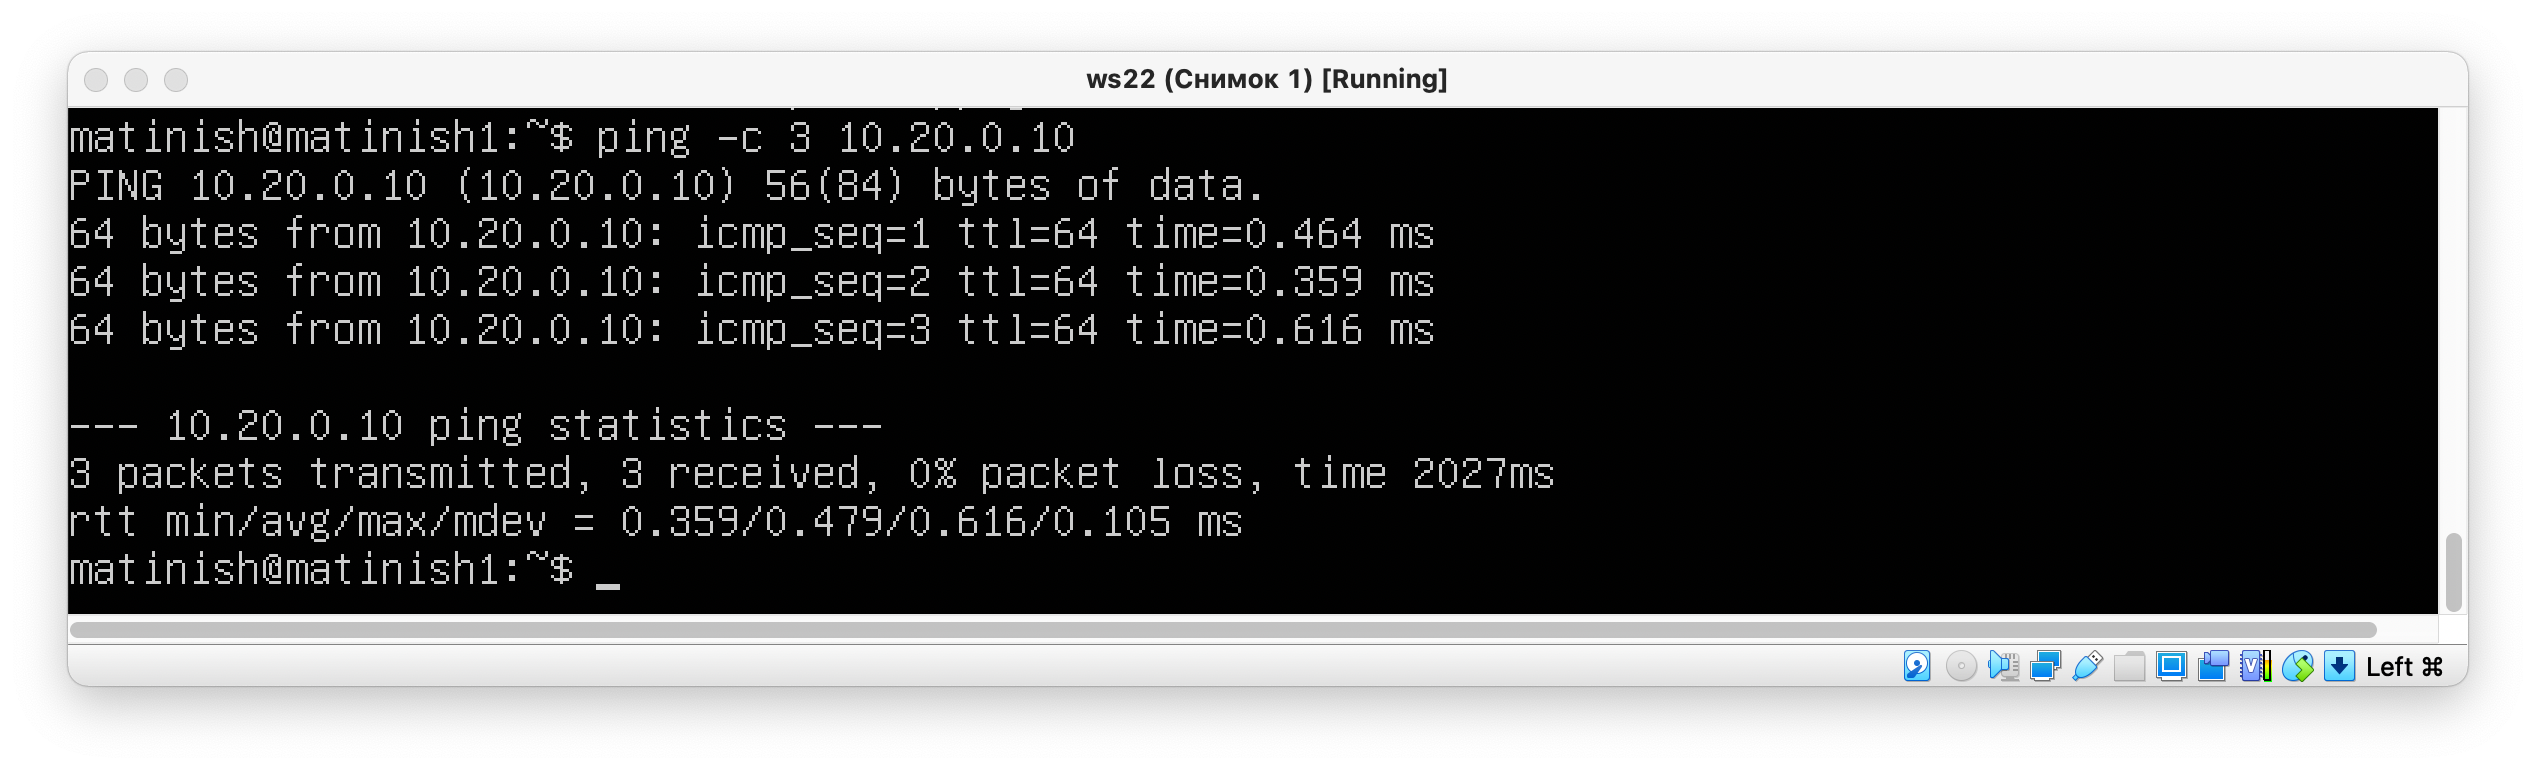 ws22 (Снимок 1) [Running]
matinish@matinish1:~$ ping -c 3 10.20.0.10
PING 10.20.0.10 (10.20.0.10) 56(84) bytes of data.
64 bytes from 10.20.0.10: icmp_seq=1 ttl=64 time=0.464 ms
64 bytes from 10.20.0.10: icmp_seq=2 ttl=64 time=0.359 ms
64 bytes from 10.20.0.10: icmp_seq=3 ttl=64 time=0.616 ms
--- 10.20.0.10 ping statistics ---
3 packets transmitted, 3 received, 0% packet loss, time 2027ms
rtt min/avg/max/mdev = 0.359/0.479/0.616/0.105 ms
matinish@matinish1:~$ _
Left ⌘